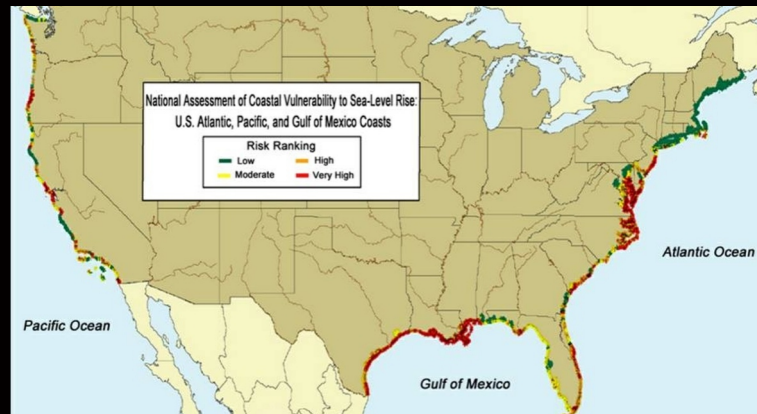 National Assessment of Coastal Vulnerability to Sea-Level Rise:
U.S. Atlantic, Pacific, and Gulf of Mexico Coasts
Risk Ranking
Low
High
Moderate
Very High
Atlantic Ocean
Pacific Ocean
Gulf of Mexico